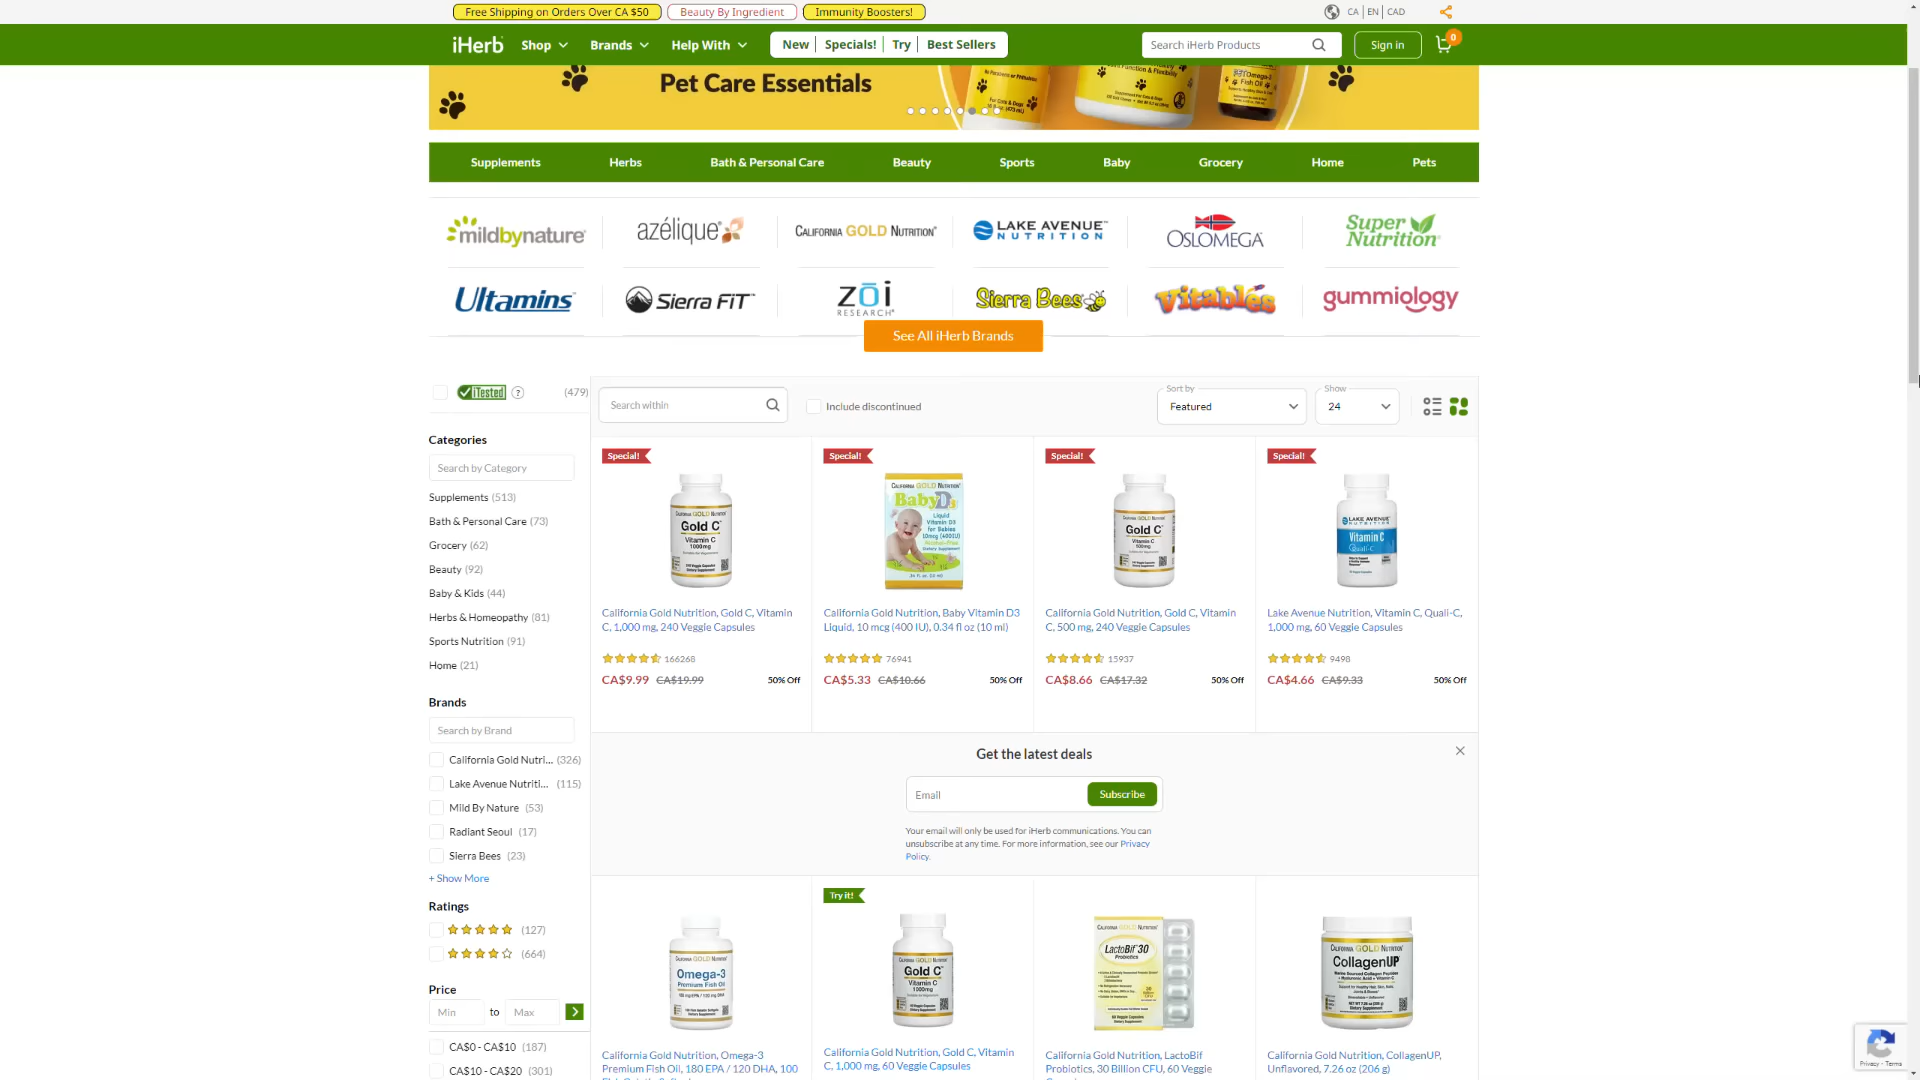 Free Shipping on Orders Over CA $50
Beauty By Ingredient
Immunity Boosters!
CA | EN | CAD
iHerb
Shop
Brands
Help With
New
Specials!
Try
Best Sellers
Search iHerb Products
Sign in
0
Pet Care Essentials
Supplements
Herbs
Bath & Personal Care
Beauty
Sports
Baby
Grocery
Home
Pets
mildbynature
azélique
CALIFORNIA GOLD NUTRITION
LAKE AVENUE NUTRITION
OSLOMEGA
Super Nutrition
Ultamins
SIERRA FIT
ZŌI RESEARCH
Sierra Bees
Vitables
gummiology
See All iHerb Brands
iTested
?
(479)
Search within
Include discontinued
Sort by
Featured
Show
24
Categories
Search by Category
Supplements (513)
Bath & Personal Care (73)
Grocery (62)
Beauty (92)
Baby & Kids (44)
Herbs & Homeopathy (81)
Sports Nutrition (91)
Home (21)
Brands
Search by Brand
California Gold Nutri... (326)
Lake Avenue Nutriti... (115)
Mild By Nature (53)
Radiant Seoul (17)
Sierra Bees (23)
+ Show More
Ratings
(127)
(664)
Price
Min
to
Max
CA$0 - CA$10 (187)
CA$10 - CA$20 (301)
Special!
Gold C
Vitamin C
1000mg
California Gold Nutrition, Gold C, Vitamin
C, 1,000 mg, 240 Veggie Capsules
166268
CA$9.99 CA$19.99
50% Off
Special!
CALIFORNIA GOLD NUTRITION
Baby D3
Liquid
Vitamin D3
for Babies
10mcg (400IU)
California Gold Nutrition, Baby Vitamin D3
Liquid, 10 mcg (400 IU), 0.34 fl oz (10 ml)
76941
CA$5.33 CA$10.66
50% Off
Special!
Gold C
Vitamin C
California Gold Nutrition, Gold C, Vitamin
C, 500 mg, 240 Veggie Capsules
15937
CA$8.66 CA$17.32
50% Off
Special!
LAKE AVENUE
Vitamin C
Quali-C
Lake Avenue Nutrition, Vitamin C, Quali-C,
1,000 mg, 60 Veggie Capsules
9498
CA$4.66 CA$9.33
50% Off
Get the latest deals
Email
Subscribe
Your email will only be used for iHerb communications. You can
unsubscribe at any time. For more information, see our Privacy
Policy.
Omega-3
Premium Fish Oil
California Gold Nutrition, Omega-3
Premium Fish Oil, 180 EPA / 120 DHA, 100
Try it!
Gold C
Vitamin C
1000mg
California Gold Nutrition, Gold C, Vitamin
C, 1,000 mg, 60 Veggie Capsules
CALIFORNIA GOLD NUTRITION
LactoBif 30
Probiotics
California Gold Nutrition, LactoBif
Probiotics, 30 Billion CFU, 60 Veggie
CALIFORNIA GOLD NUTRITION
CollagenUP
California Gold Nutrition, CollagenUP,
Unflavored, 7.26 oz (206 g)
Privacy - Terms